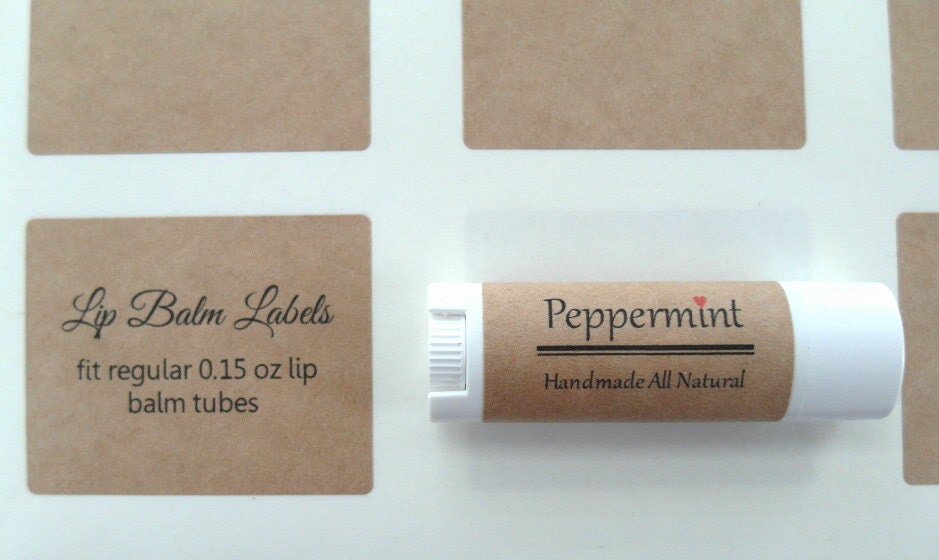 Lip Balm Labels
fit regular 0.15 oz lip
balm tubes
Peppermint
Handmade All Natural